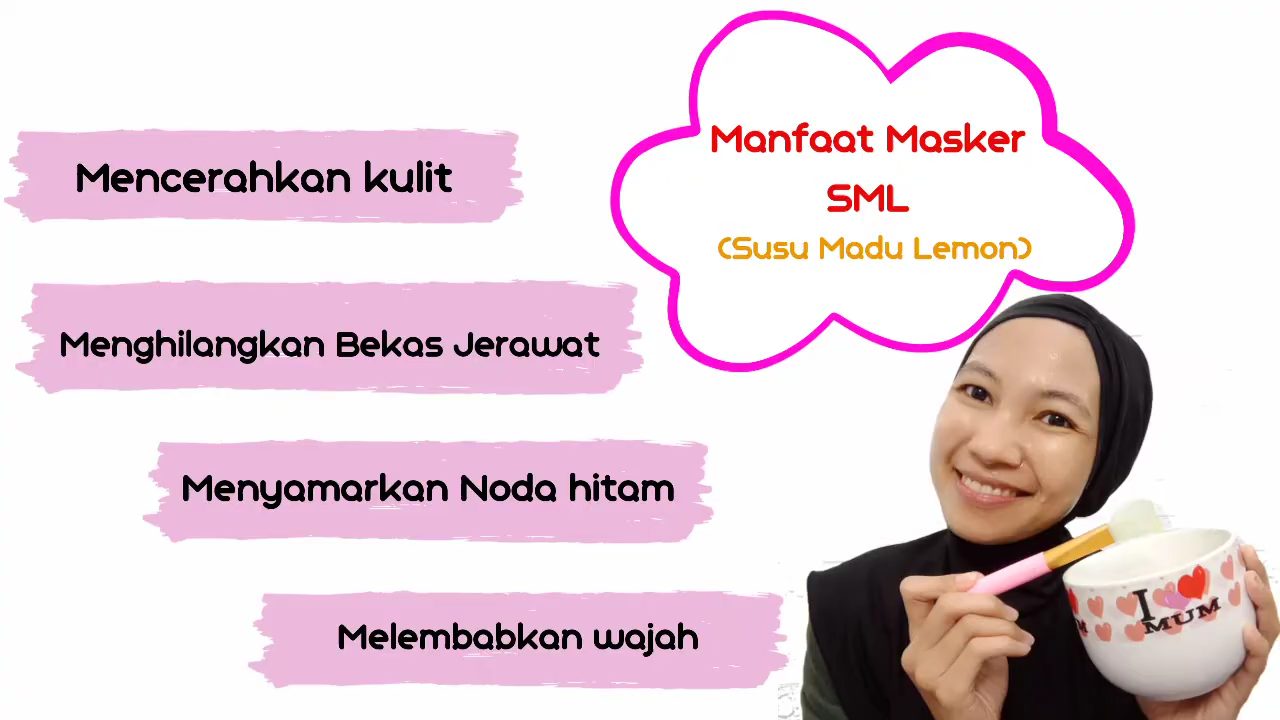 Manfaat Masker
SML
(Susu Madu Lemon)
Mencerahkan kulit
Menghilangkan Bekas Jerawat
Menyamarkan Noda hitam
Melembabkan wajah
I
MUM